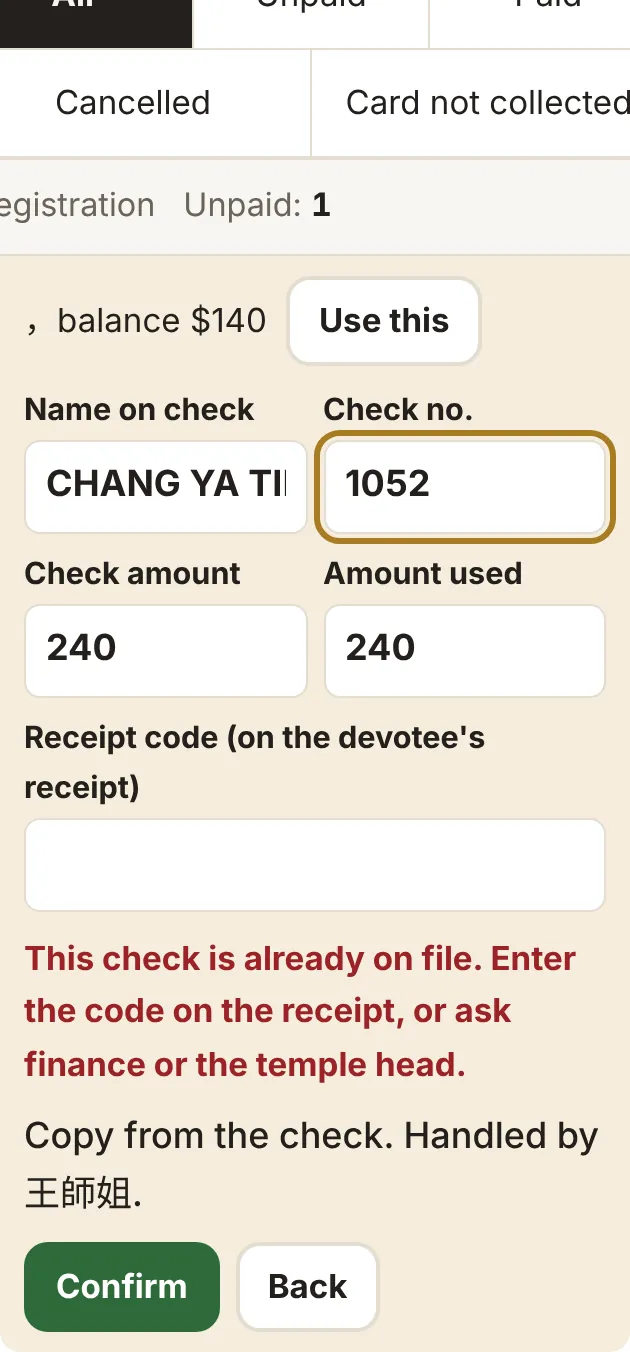 All Unpaid Paid
Cancelled Card not collected
egistration Unpaid: 1
，balance $140 Use this
Name on check Check no.
CHANG YA 1052
Check amount Amount used
240 240
Receipt code (on the devotee's
receipt)
This check is already on file. Enter
the code on the receipt, or ask
finance or the temple head.
Copy from the check. Handled by
王師姐.
Confirm Back